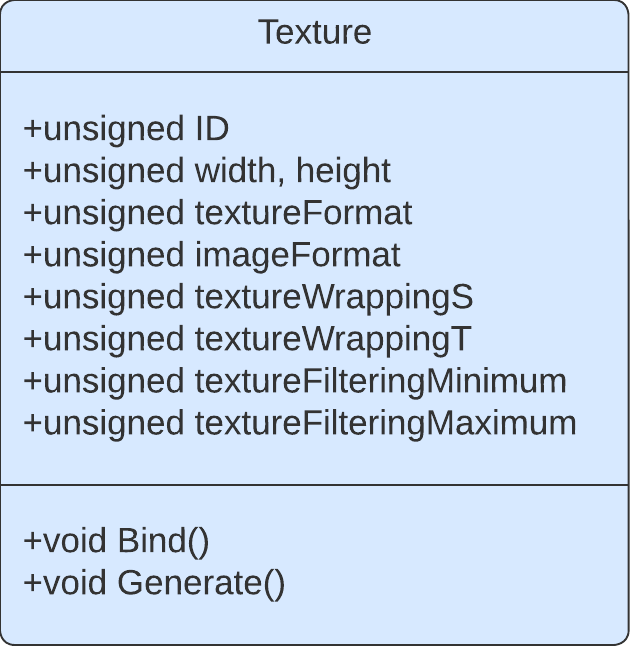 Texture
+unsigned ID
+unsigned width, height
+unsigned textureFormat
+unsigned imageFormat
+unsigned textureWrappingS
+unsigned textureWrappingT
+unsigned textureFilteringMinimum
+unsigned textureFilteringMaximum
+void Bind()
+void Generate()